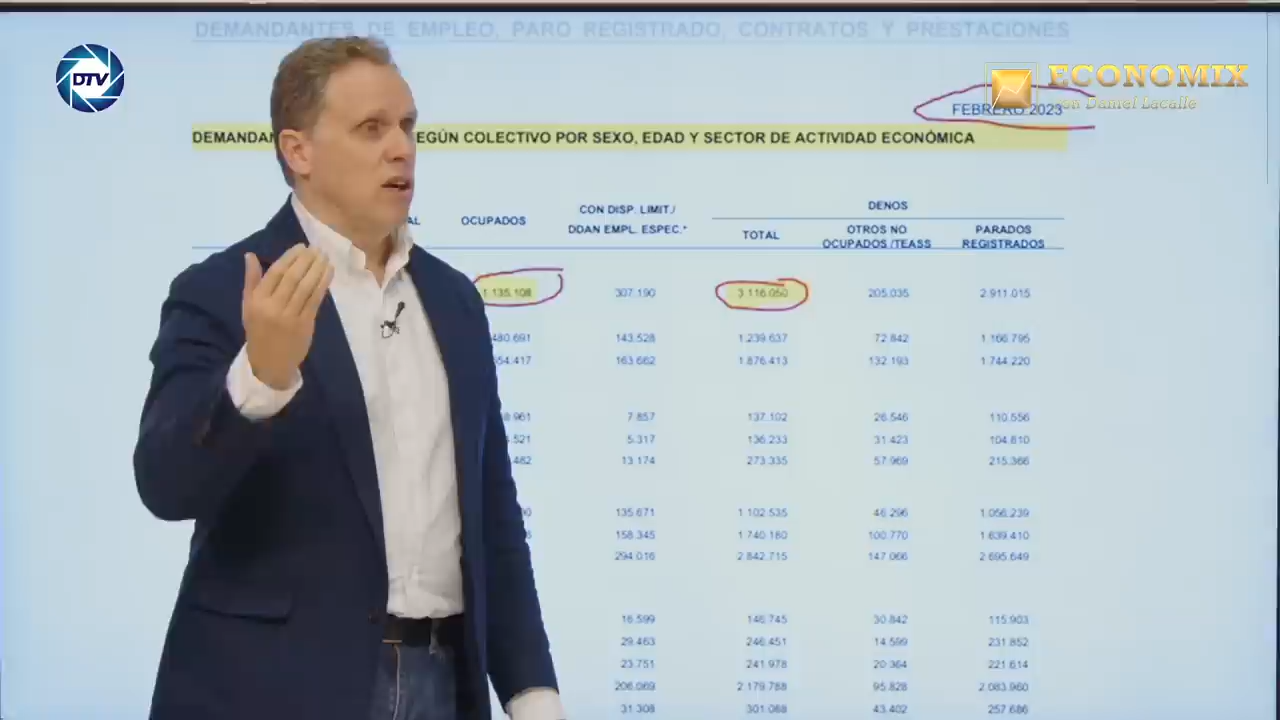 DEMANDANTES DE EMPLEO, PARO REGISTRADO, CONTRATOS Y PRESTACIONES
DTV
ECONOMIX
con Daniel Lacalle
FEBRERO 2023
DEMANDAN EGÚN COLECTIVO POR SEXO, EDAD Y SECTOR DE ACTIVIDAD ECONÓMICA
CON DISP. LIMIT./
DENOS
AL OCUPADOS DDAN EMPL. ESPEC.*
TOTAL OTROS NO OCUPADOS /TEASS PARADOS REGISTRADOS
1.135.108 307.190 3.116.050 205.035 2.911.015
480.691 143.528 1.239.637 72.842 1.166.795
654.417 163.662 1.876.413 132.193 1.744.220
8.961 7.857 137.102 26.546 110.556
.521 5.317 136.233 31.423 104.810
.482 13.174 273.335 57.969 215.366
135.671 1.102.535 46.296 1.056.239
158.345 1.740.180 100.770 1.639.410
294.016 2.842.715 147.066 2.695.649
16.599 146.745 30.842 115.903
29.463 246.451 14.599 231.852
23.751 241.978 20.364 221.614
206.069 2.179.788 95.828 2.083.960
31.308 301.088 43.402 257.686